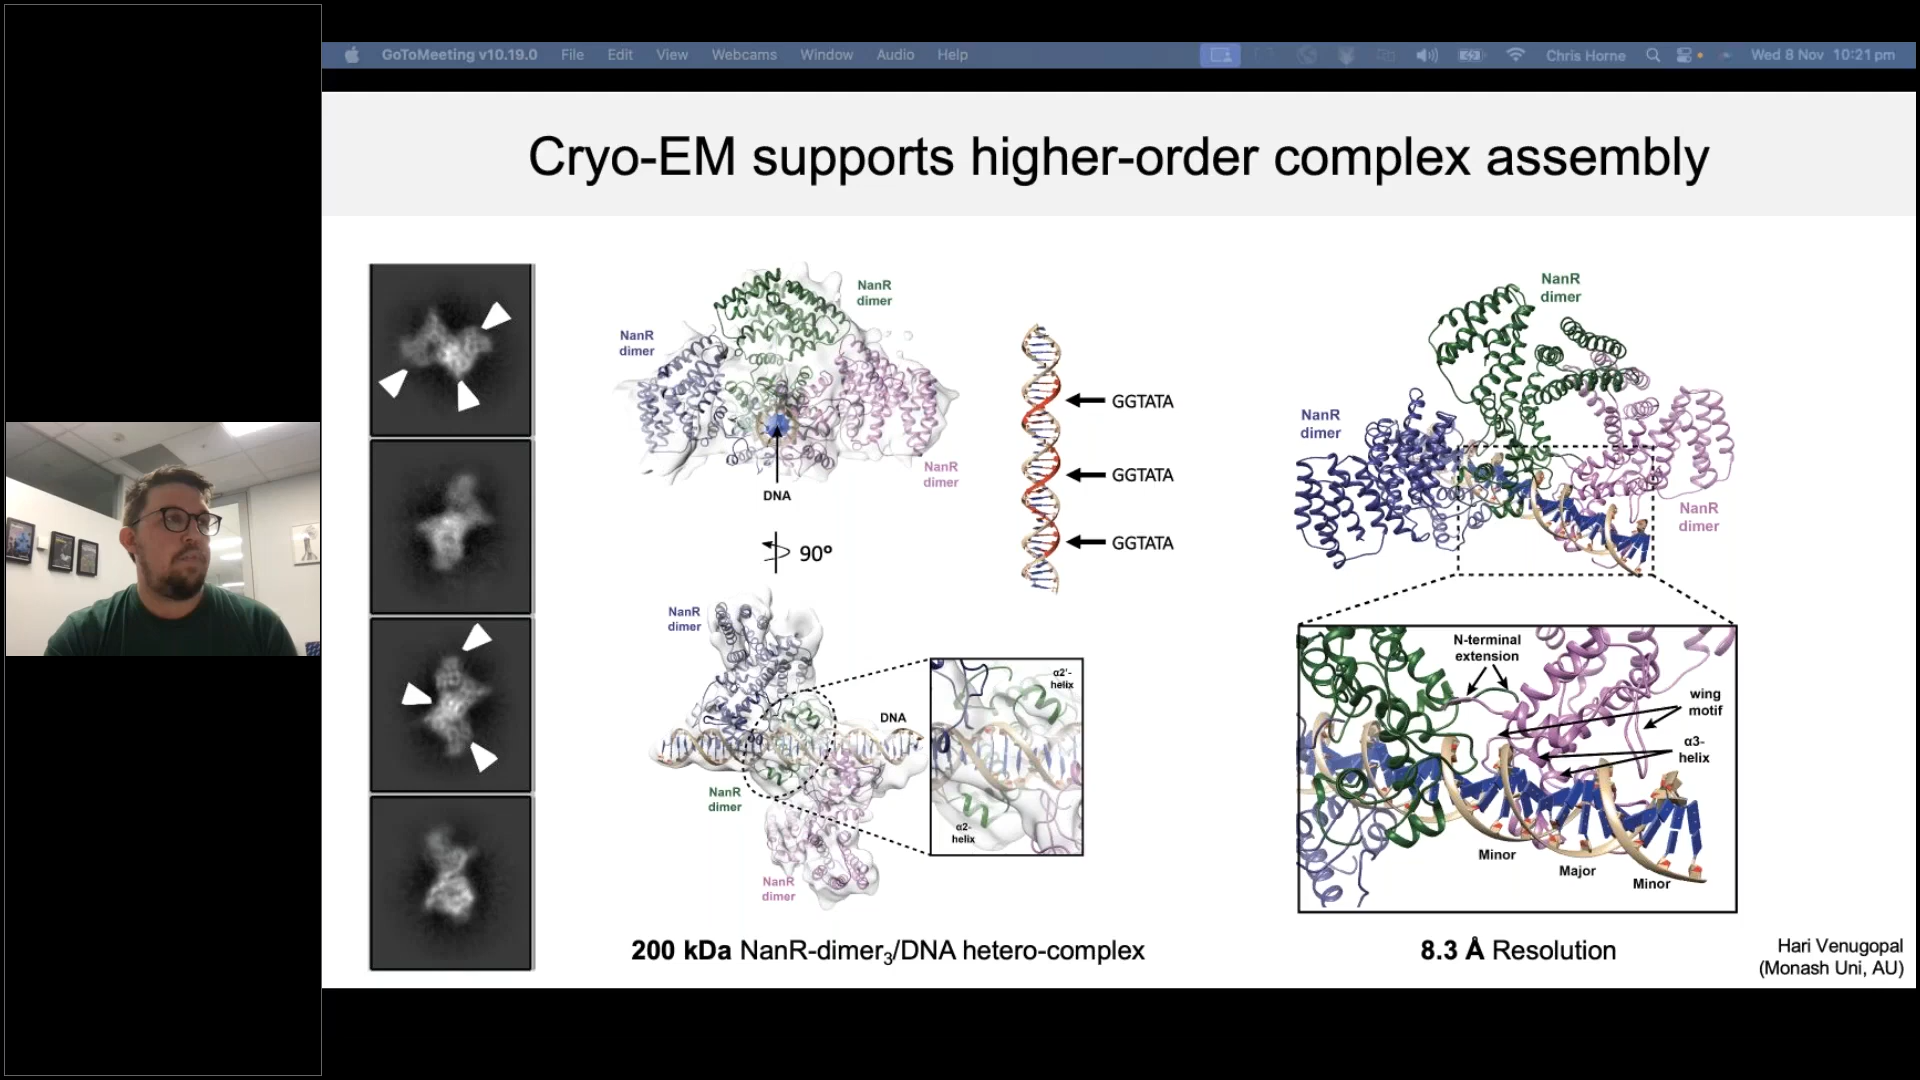 GoToMeeting v10.19.0 File Edit View Webcams Window Audio Help Chris Horne Wed 8 Nov 10:21 pm
Cryo-EM supports higher-order complex assembly
NanR
dimer
NanR
dimer
NanR
dimer
DNA
90º
GGTATA
GGTATA
GGTATA
NanR
dimer
DNA
NanR
dimer
NanR
dimer
α2'-
helix
α2-
helix
200 kDa NanR-dimer₃/DNA hetero-complex
NanR
dimer
NanR
dimer
NanR
dimer
N-terminal
extension
wing
motif
α3-
helix
Minor
Major
Minor
8.3 Å Resolution
Hari Venugopal
(Monash Uni, AU)